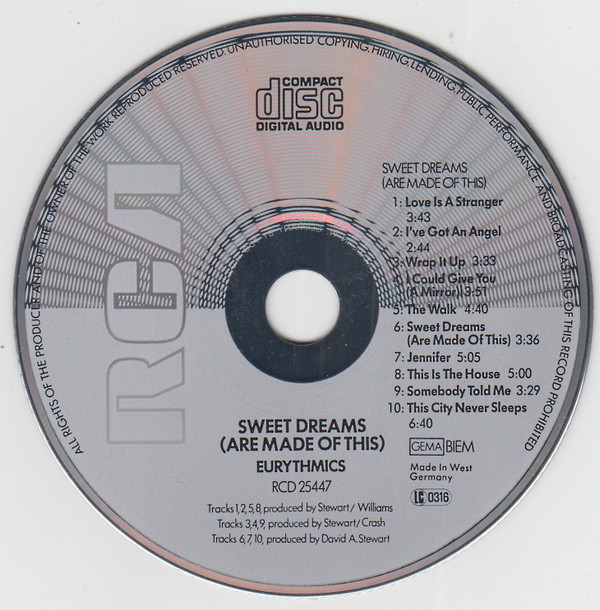 ALL RIGHTS OF THE PRODUCER AND OF THE OWNER OF THE WORK REPRODUCED RESERVED. UNAUTHORISED COPYING, HIRING, LENDING, PUBLIC PERFORMANCE AND BROADCASTING OF THIS RECORD PROHIBITED
COMPACT
disc
DIGITAL AUDIO
RCA
SWEET DREAMS
(ARE MADE OF THIS)
1: Love Is A Stranger
3:43
2: I've Got An Angel
2:44
3: Wrap It Up 3:33
4: I Could Give You
(A Mirror) 3:51
5: The Walk 4:40
6: Sweet Dreams
(Are Made Of This) 3:36
7: Jennifer 5:05
8: This Is The House 5:00
9: Somebody Told Me 3:29
10: This City Never Sleeps
6:40
GEMA BIEM
Made In West
Germany
LC 0316
SWEET DREAMS
(ARE MADE OF THIS)
EURYTHMICS
RCD 25447
Tracks 1,2,5,8, produced by Stewart/Williams
Tracks 3,4,9, produced by Stewart/Crash
Tracks 6,7,10, produced by David A. Stewart